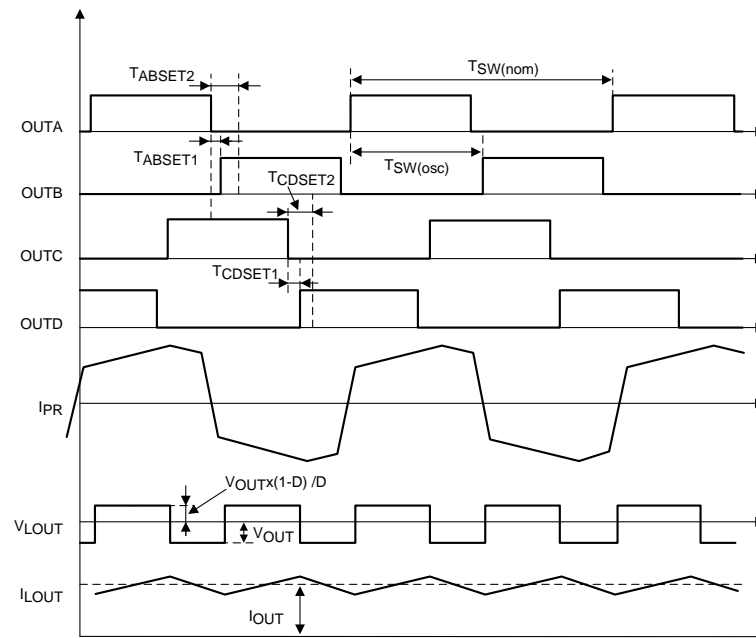 TABSET2
TSW(nom)
OUTA
TABSET1
TSW(osc)
OUTB
TCDSET2
OUTC
TCDSET1
OUTD
IPR
VOUTx(1-D) /D
VLOUT
VOUT
ILOUT
IOUT